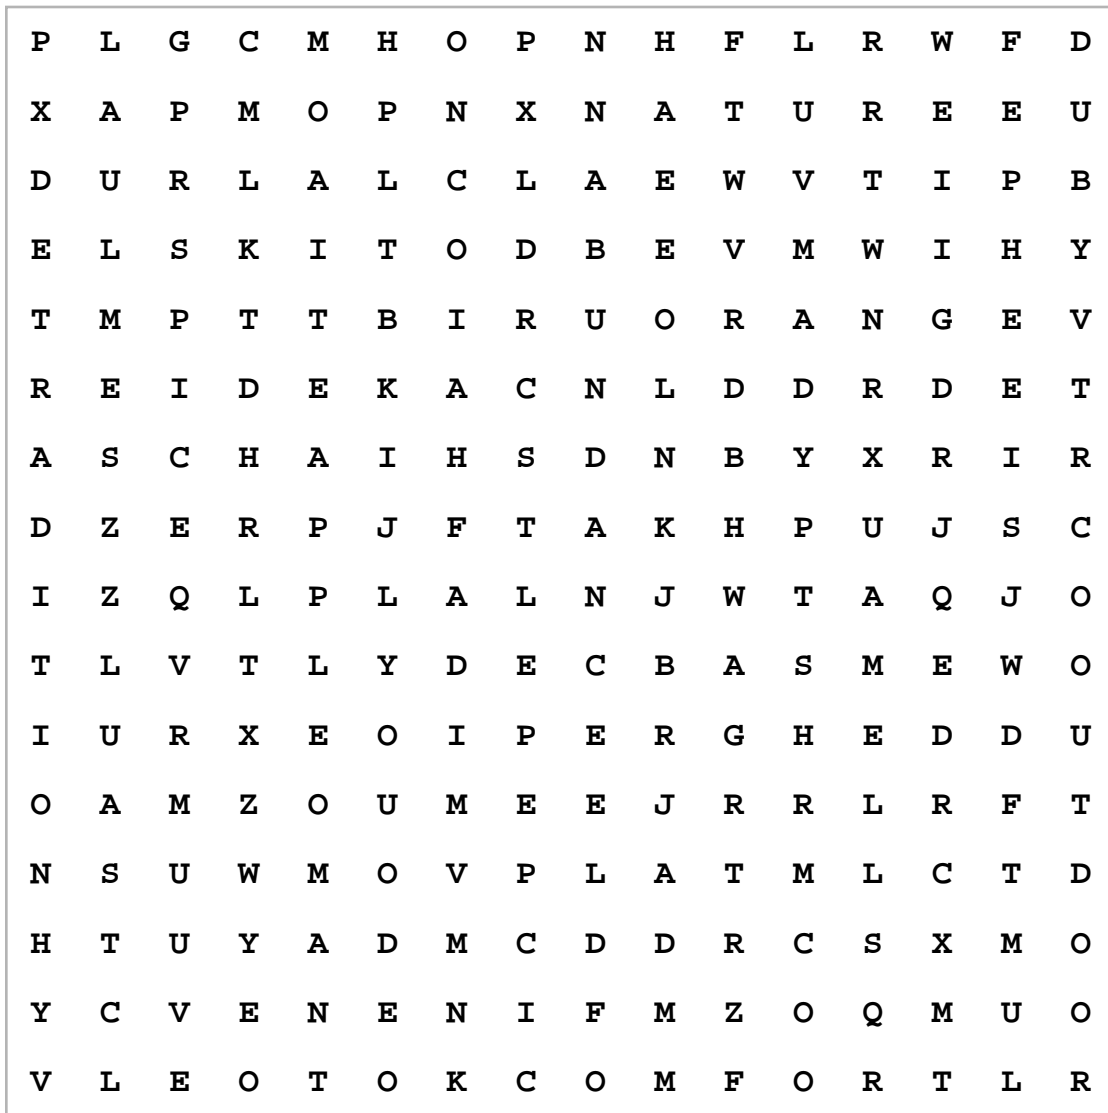 P L G C M H O P N H F L R W F D
X A P M O P N X N A T U R E E U
D U R L A L C L A E W V T I P B
E L S K I T O D B E V M W I H Y
T M P T T B I R U O R A N G E V
R E I D E K A C N L D D R D E T
A S C H A I H S D N B Y X R I R
D Z E R P J F T A K H P U J S C
I Z Q L P L A L N J W T A Q J O
T L V T L Y D E C B A S M E W O
I U R X E O I P E R G H E D D U
O A M Z O U M E E J R R L R F T
N S U W M O V P L A T M L C T D
H T U Y A D M C D D R C S X M O
Y C V E N E N I F M Z O Q M U O
V L E O T O K C O M F O R T L R